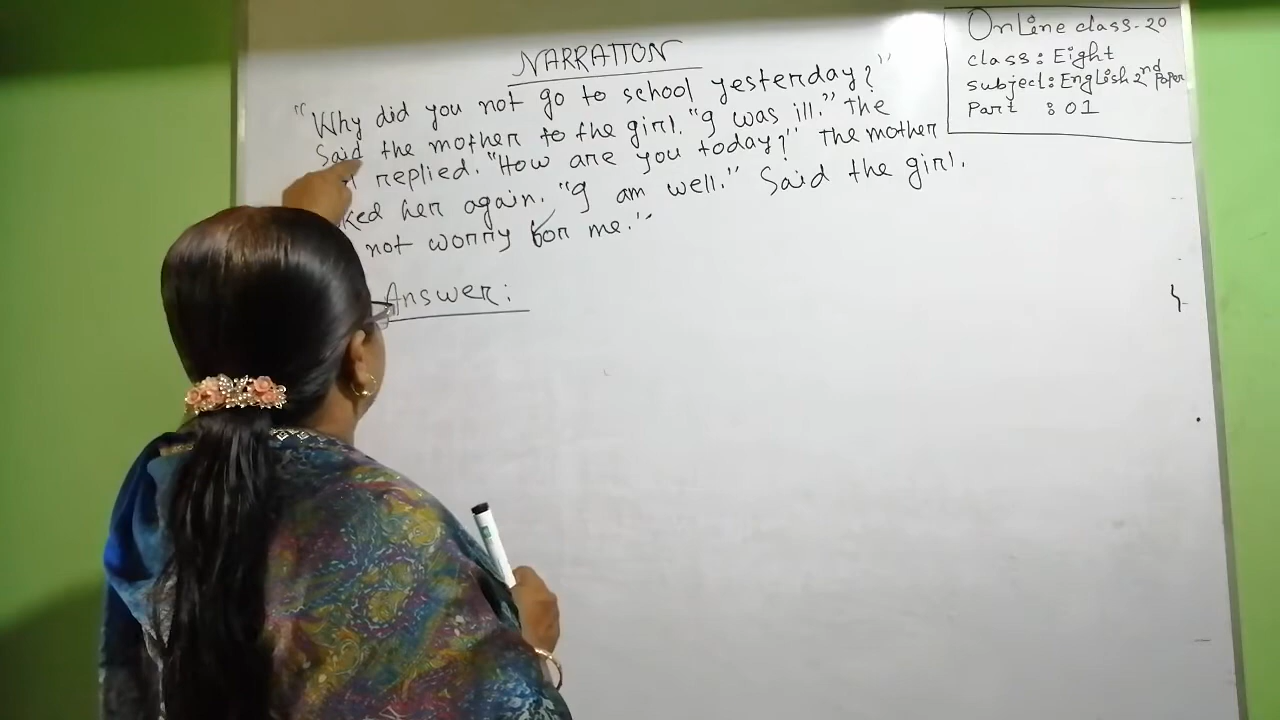 NARRATION
"Why did you not go to school yesterday?"
Said the mother to the girl. "I was ill." The
replied. "How are you today?" The mother
ked her again. "I am well." Said the girl.
not worry for me."
Answer:
Online class-20
class: Eight
subject: English 2nd Paper
Part : 01